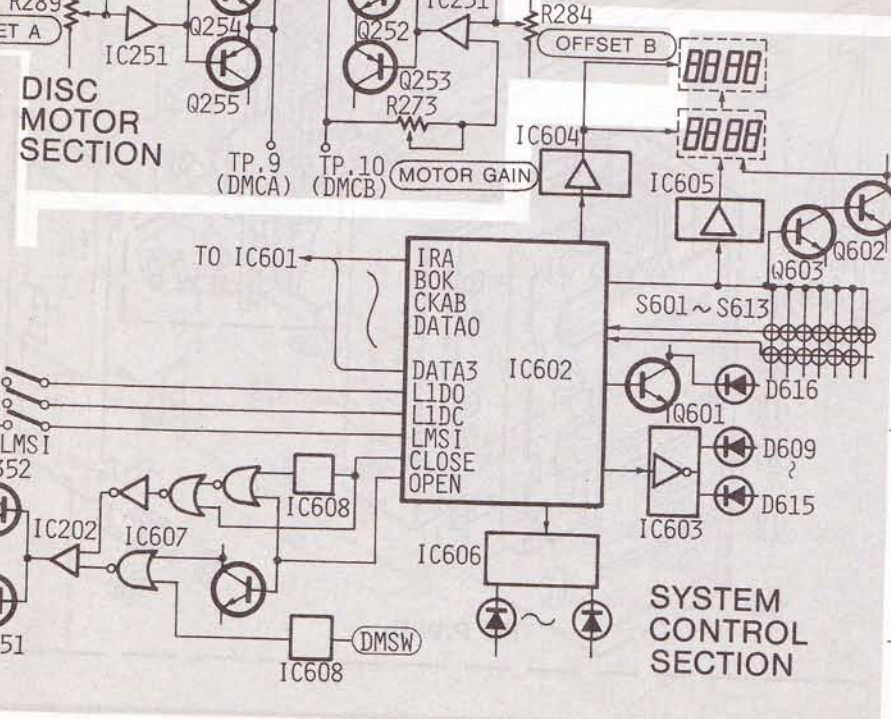 R289
ET A
IC251
Q254
Q255
DISC
MOTOR
SECTION
TP.9
(DMCA)
Q252
IC251
Q253
R273
TP.10
(DMCB)
MOTOR GAIN
R284
OFFSET B
8888
8888
IC604
IC605
Q603
Q602
TO IC601
IRA
BOK
CKAB
DATA0
DATA3
L1DO
L1DC
LMSI
CLOSE
OPEN
IC602
S601~S613
Q601
D616
D609
~
D615
IC603
LMSI
352
IC608
IC202
IC607
51
IC608
DMSW
IC606
~
SYSTEM
CONTROL
SECTION